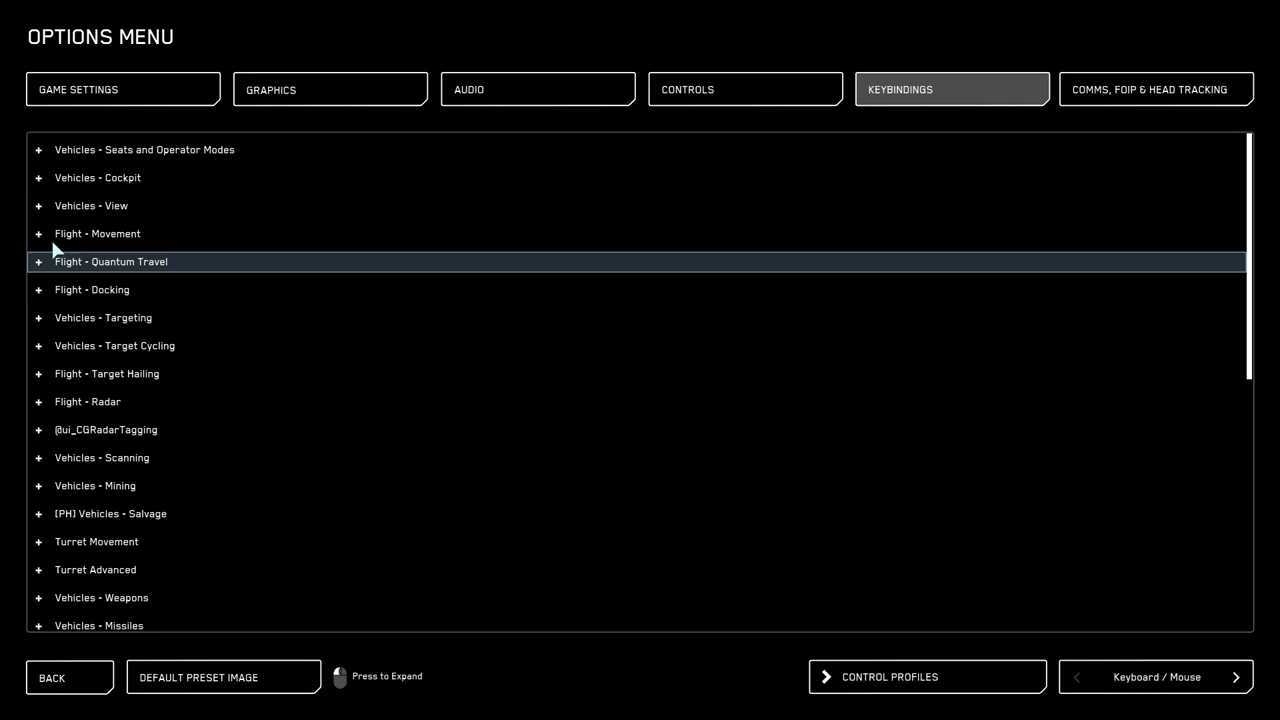 OPTIONS MENU
GAME SETTINGS
GRAPHICS
AUDIO
CONTROLS
KEYBINDINGS
COMMS, FOIP & HEAD TRACKING
+ Vehicles - Seats and Operator Modes
+ Vehicles - Cockpit
+ Vehicles - View
+ Flight - Movement
+ Flight - Quantum Travel
+ Flight - Docking
+ Vehicles - Targeting
+ Vehicles - Target Cycling
+ Flight - Target Hailing
+ Flight - Radar
+ @ui_CGRadarTagging
+ Vehicles - Scanning
+ Vehicles - Mining
+ [PH] Vehicles - Salvage
+ Turret Movement
+ Turret Advanced
+ Vehicles - Weapons
+ Vehicles - Missiles
BACK
DEFAULT PRESET IMAGE
Press to Expand
CONTROL PROFILES
Keyboard / Mouse